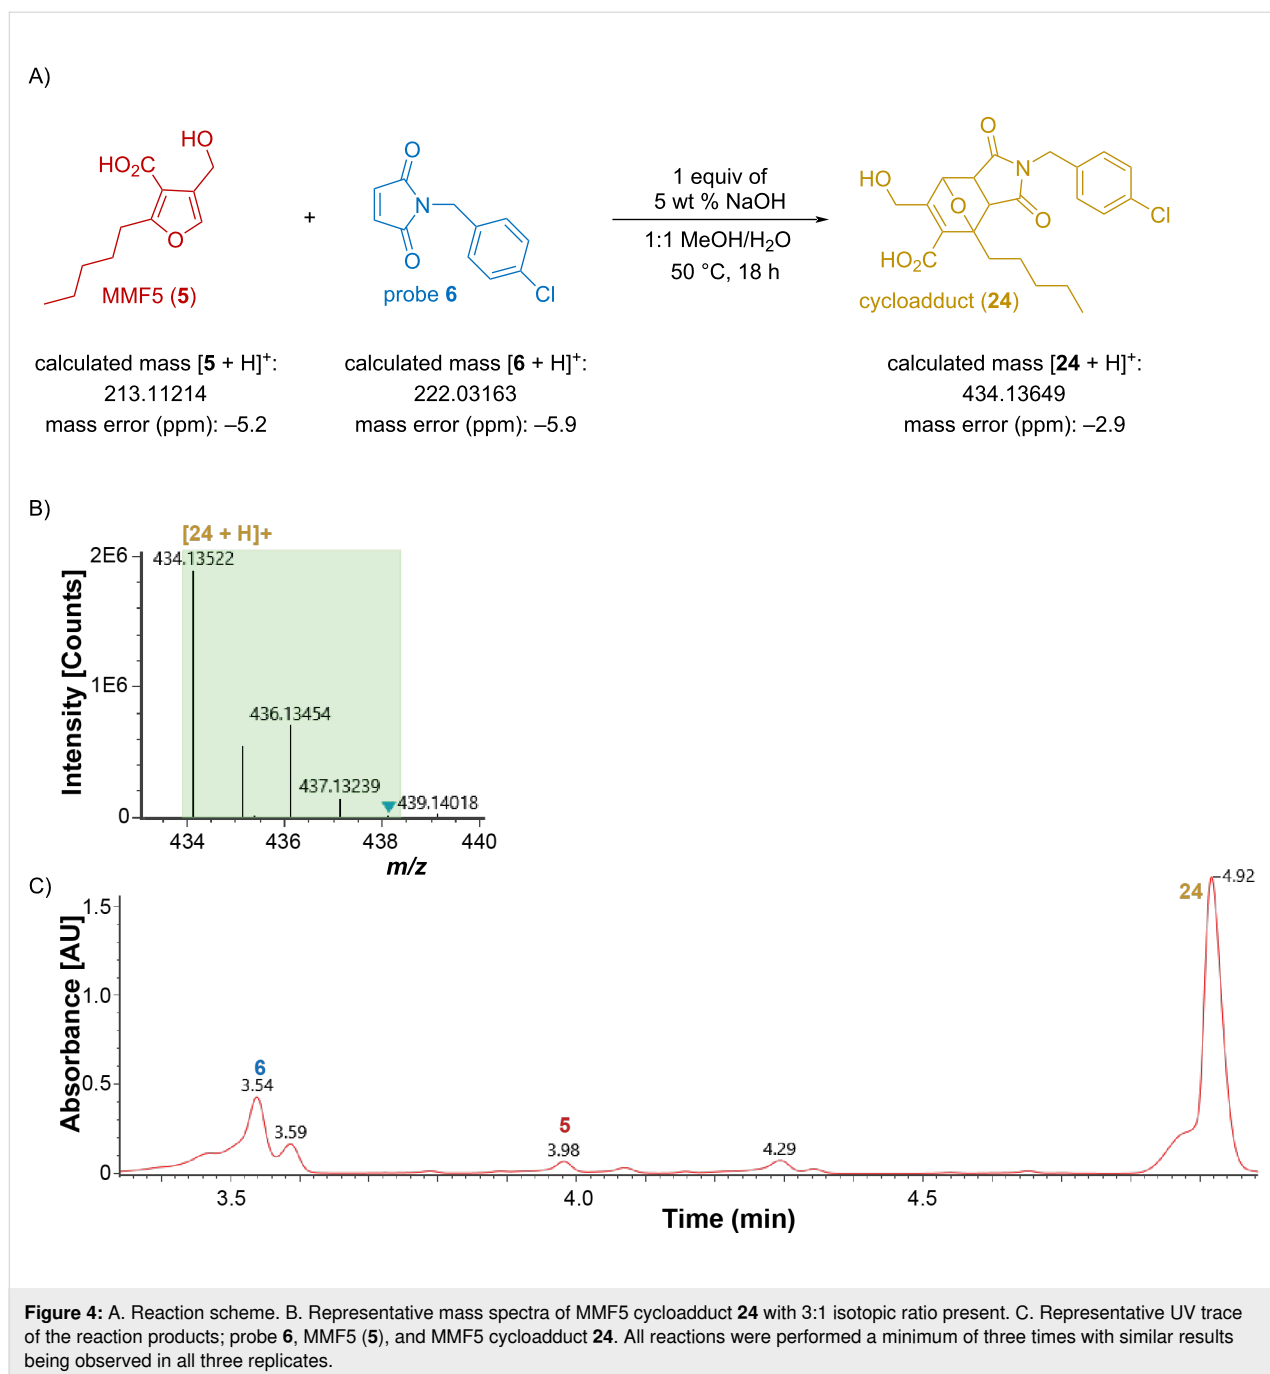 A)
HO
HO₂C
O
MMF5 (5)
+
O
N
O
Cl
probe 6
1 equiv of
5 wt % NaOH
1:1 MeOH/H₂O
50 °C, 18 h
O
HO
N
O
O
Cl
HO₂C
cycloadduct (24)
calculated mass [5 + H]⁺:
213.11214
mass error (ppm): –5.2
calculated mass [6 + H]⁺:
222.03163
mass error (ppm): –5.9
calculated mass [24 + H]⁺:
434.13649
mass error (ppm): –2.9
B)
[24 + H]+
2E6
434.13522
1E6
436.13454
437.13239
439.14018
0
Intensity [Counts]
434 436 438 440
m/z
C)
24
4.92
1.5
1.0
0.5
0
Absorbance [AU]
6
3.54
3.59
5
3.98
4.29
3.5 4.0 4.5
Time (min)
Figure 4: A. Reaction scheme. B. Representative mass spectra of MMF5 cycloadduct 24 with 3:1 isotopic ratio present. C. Representative UV trace
of the reaction products; probe 6, MMF5 (5), and MMF5 cycloadduct 24. All reactions were performed a minimum of three times with similar results
being observed in all three replicates.